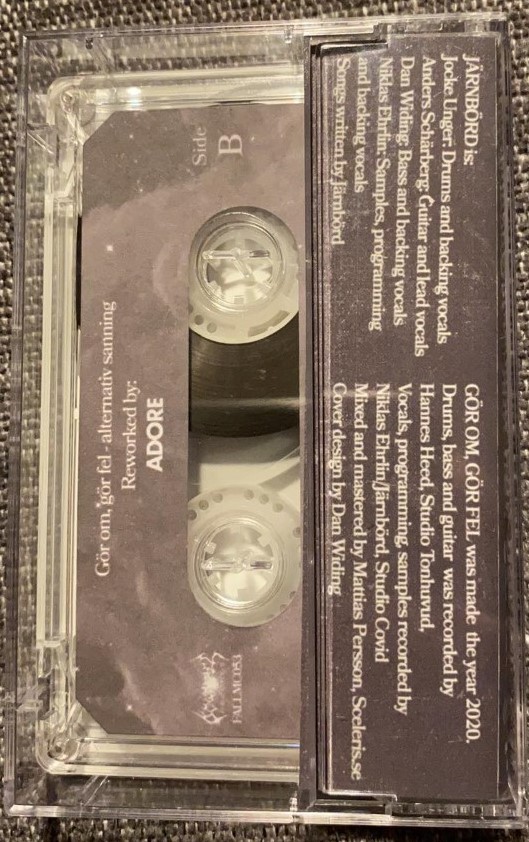 JÄRNBÖRD is:
Jocke Unger: Drums and backing vocals
Anders Schärberg: Guitar and lead vocals
Dan Widing: Bass and backing vocals
Niklas Ehrlin: Samples, programming
and backing vocals
Songs written by Järnbörd
GÖR OM, GÖR FEL was made the year 2020.
Drums, bass and guitar was recorded by
Hannes Heed, Studio Tonhuvud,
Vocals, programming, samples recorded by
Niklas Ehrlin/Järnbörd, Studio Covid
Mixed and mastered by Mattias Persson, Sceleris.se
Cover design by Dan Widing
Side
B
Gör om, gör fel - alternativ sanning
Reworked by:
ADORE
FALLMC053